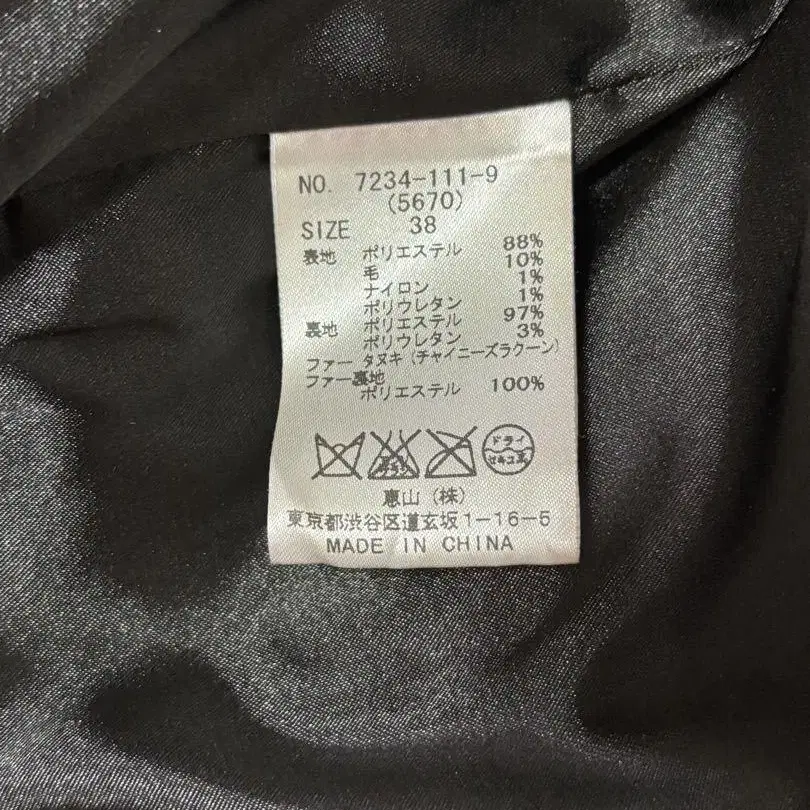 NO. 7234-111-9
(5670)
SIZE 38
表地 ポリエステル 88%
毛 10%
ナイロン 1%
ポリウレタン 1%
裏地 ポリエステル 97%
ポリウレタン 3%
ファー タヌキ(チャイニーズラクーン)
ファー裏地
ポリエステル 100%
ドライ
セキユ系
恵山(株)
東京都渋谷区道玄坂1-16-5
MADE IN CHINA